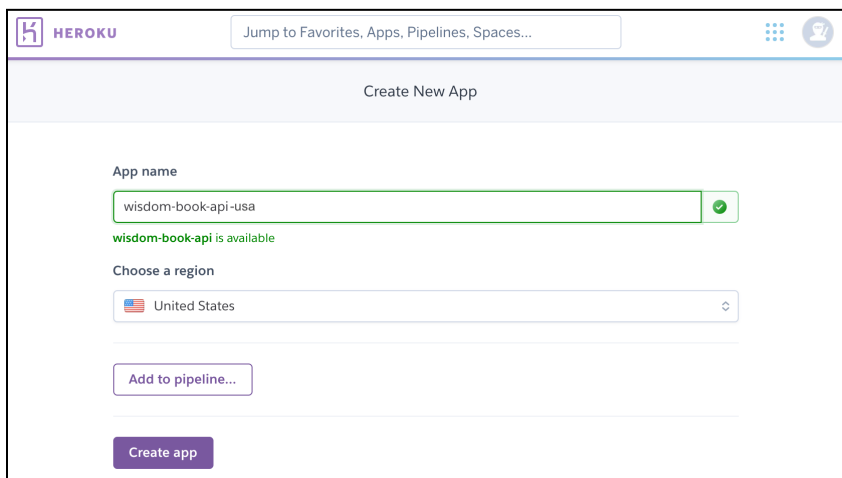 HEROKU
Jump to Favorites, Apps, Pipelines, Spaces...
Create New App
App name
wisdom-book-api-usa
wisdom-book-api is available
Choose a region
United States
Add to pipeline...
Create app